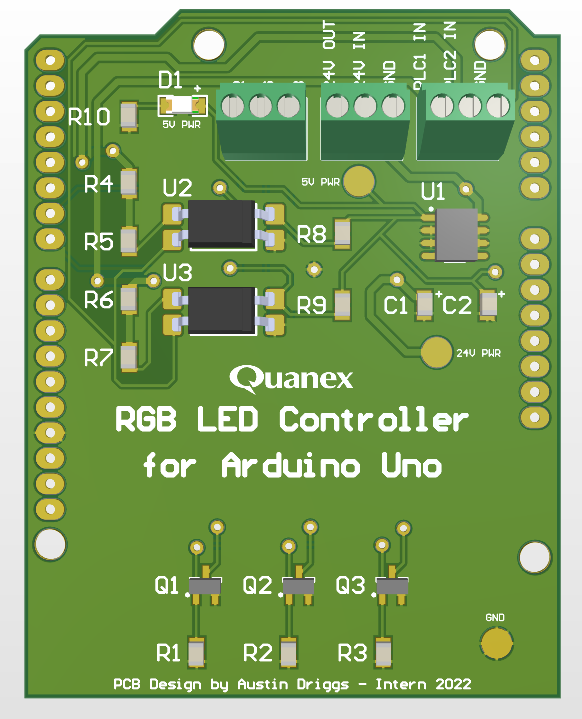 24V OUT
24V IN
GND
PLC1 IN
PLC2 IN
GND
D1
+
5V PWR
R10
R4
U2
5V PWR
U1
R5
R8
U3
R6
R9
C1
+
C2
+
R7
24V PWR
Quanex
RGB LED Controller
for Arduino Uno
Q1
Q2
Q3
GND
R1
R2
R3
PCB Design by Austin Driggs - Intern 2022